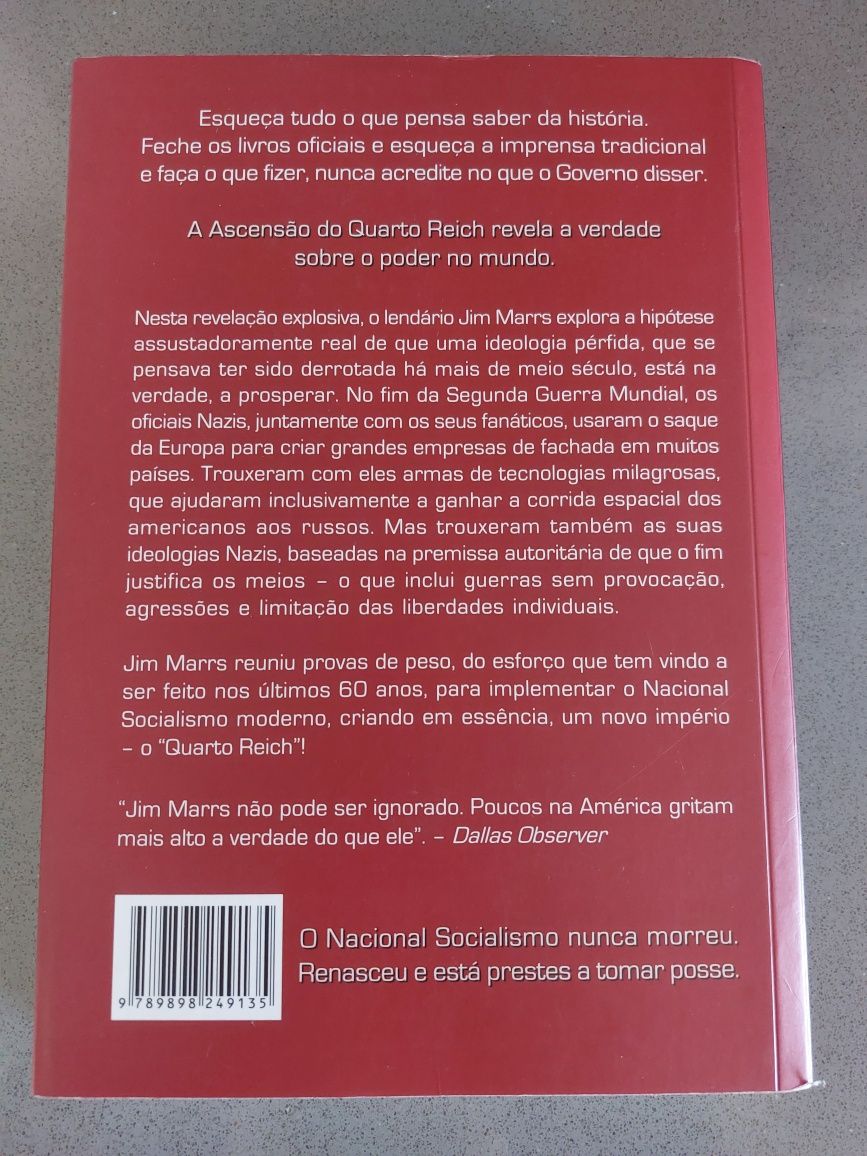 Esqueça tudo o que pensa saber da história.
Feche os livros oficiais e esqueça a imprensa tradicional
e faça o que fizer, nunca acredite no que o Governo disser.
A Ascensão do Quarto Reich revela a verdade
sobre o poder no mundo.
Nesta revelação explosiva, o lendário Jim Marrs explora a hipótese
assustadoramente real de que uma ideologia pérfida, que se
pensava ter sido derrotada há mais de meio século, está na
verdade, a prosperar. No fim da Segunda Guerra Mundial, os
oficiais Nazis, juntamente com os seus fanáticos, usaram o saque
da Europa para criar grandes empresas de fachada em muitos
países. Trouxeram com eles armas de tecnologias milagrosas,
que ajudaram inclusivamente a ganhar a corrida espacial dos
americanos aos russos. Mas trouxeram também as suas
ideologias Nazis, baseadas na premissa autoritária de que o fim
justifica os meios – o que inclui guerras sem provocação,
agressões e limitação das liberdades individuais.
Jim Marrs reuniu provas de peso, do esforço que tem vindo a
ser feito nos últimos 60 anos, para implementar o Nacional
Socialismo moderno, criando em essência, um novo império
– o “Quarto Reich”!
“Jim Marrs não pode ser ignorado. Poucos na América gritam
mais alto a verdade do que ele”. – Dallas Observer
O Nacional Socialismo nunca morreu.
Renasceu e está prestes a tomar posse.
9 789898 249135